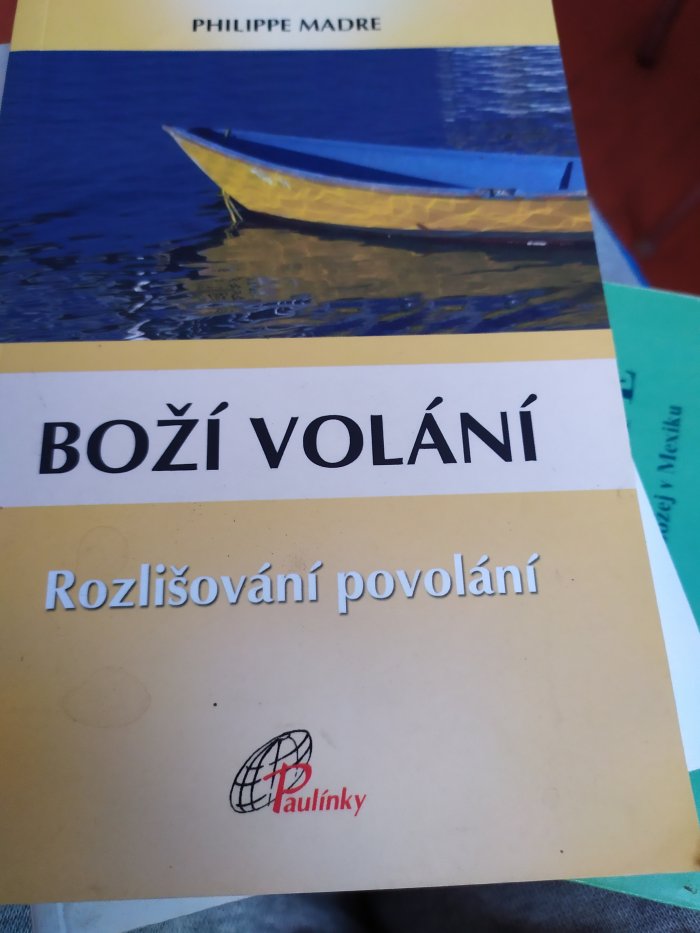 PHILIPPE MADRE
BOŽÍ VOLÁNÍ
Rozlišování povolání
Paulínky
v Mexiku